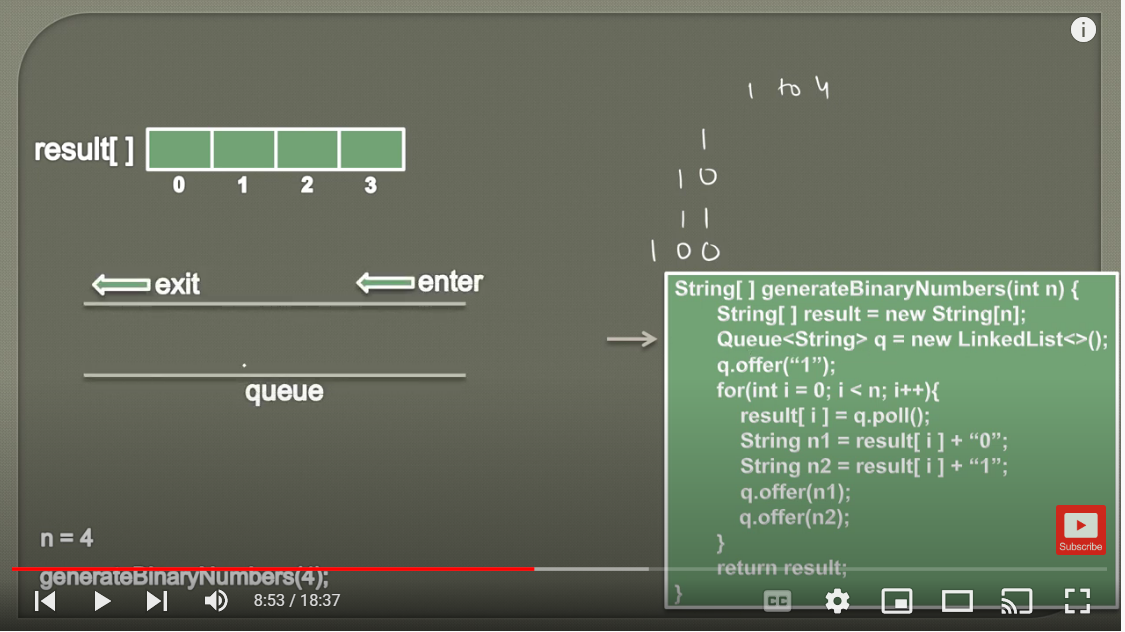 1 to 4
1
10
11
100
result[ ]
0 1 2 3
exit
enter
queue
String[ ] generateBinaryNumbers(int n) {
String[ ] result = new String[n];
Queue<String> q = new LinkedList<>();
q.offer(“1”);
for(int i = 0; i < n; i++){
result[ i ] = q.poll();
String n1 = result[ i ] + “0”;
String n2 = result[ i ] + “1”;
q.offer(n1);
q.offer(n2);
}
return result;
}
n = 4
generateBinaryNumbers(4);
Subscribe
8:53 / 18:37
CC
i